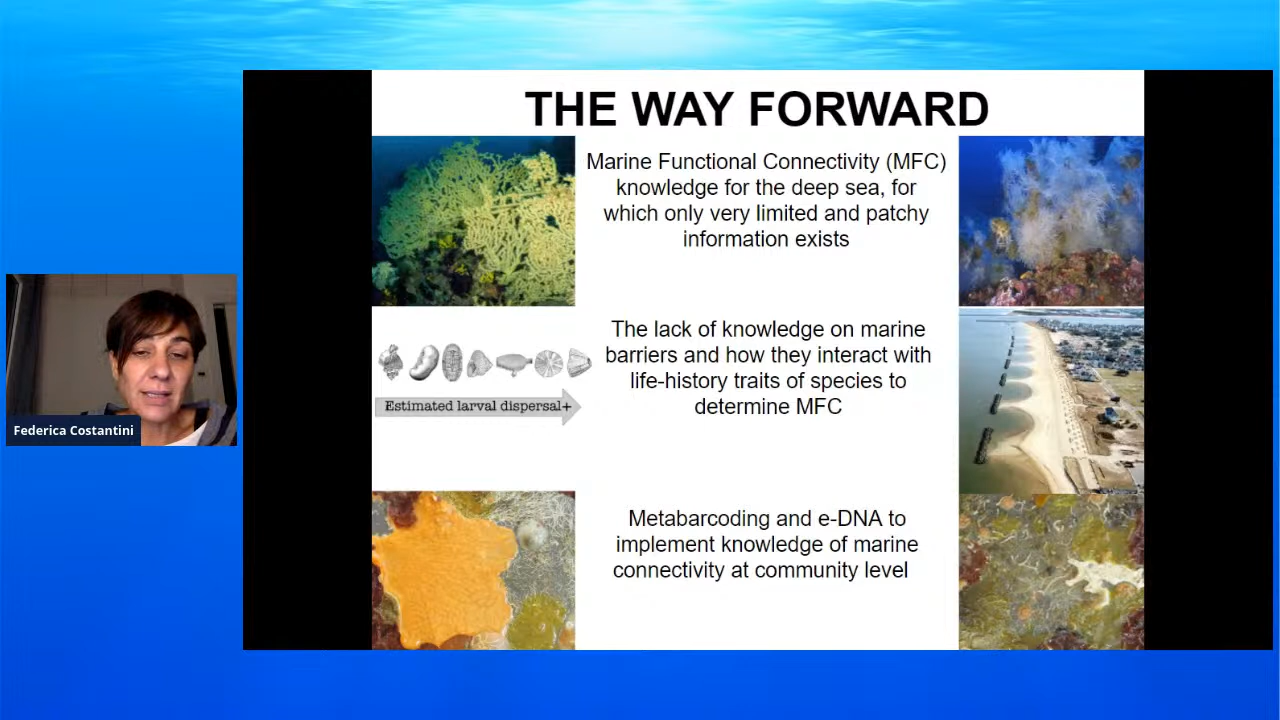 THE WAY FORWARD
Marine Functional Connectivity (MFC)
knowledge for the deep sea, for
which only very limited and patchy
information exists
The lack of knowledge on marine
barriers and how they interact with
life-history traits of species to
determine MFC
Estimated larval dispersal+
Federica Costantini
Metabarcoding and e-DNA to
implement knowledge of marine
connectivity at community level